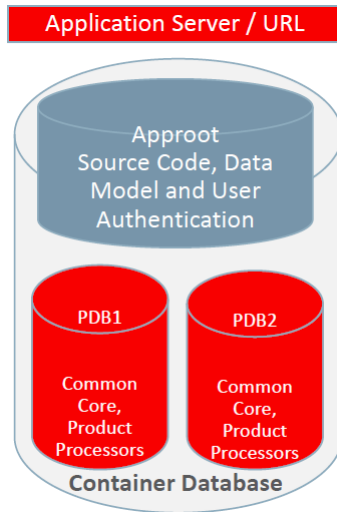 Application Server / URL
Approot
Source Code, Data
Model and User
Authentication
PDB1
Common
Core,
Product
Processors
PDB2
Common
Core,
Product
Processors
Container Database